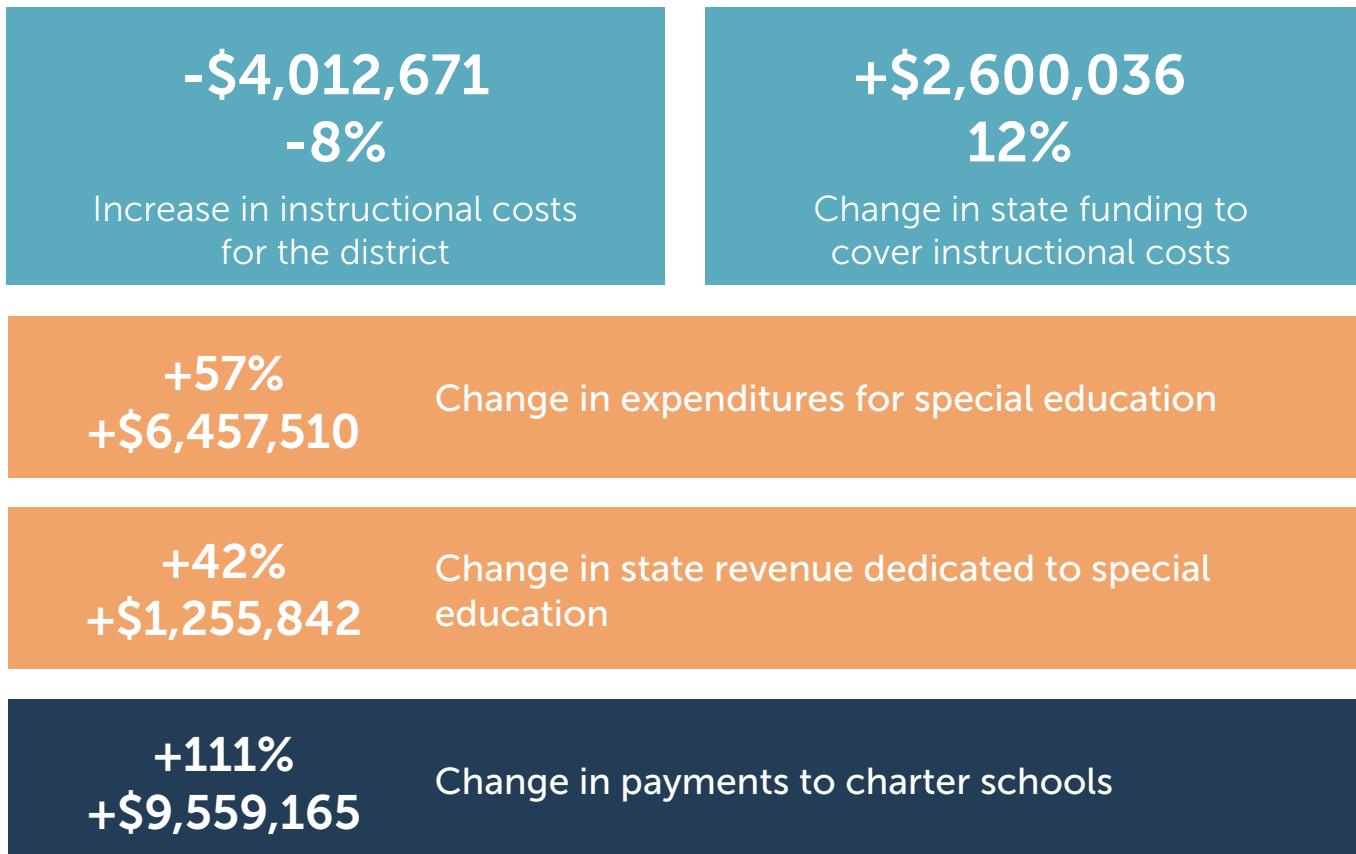 -$4,012,671
-8%
Increase in instructional costs
for the district
+$2,600,036
12%
Change in state funding to
cover instructional costs
+57%
+$6,457,510
Change in expenditures for special education
+42%
+$1,255,842
Change in state revenue dedicated to special
education
+111%
+$9,559,165
Change in payments to charter schools